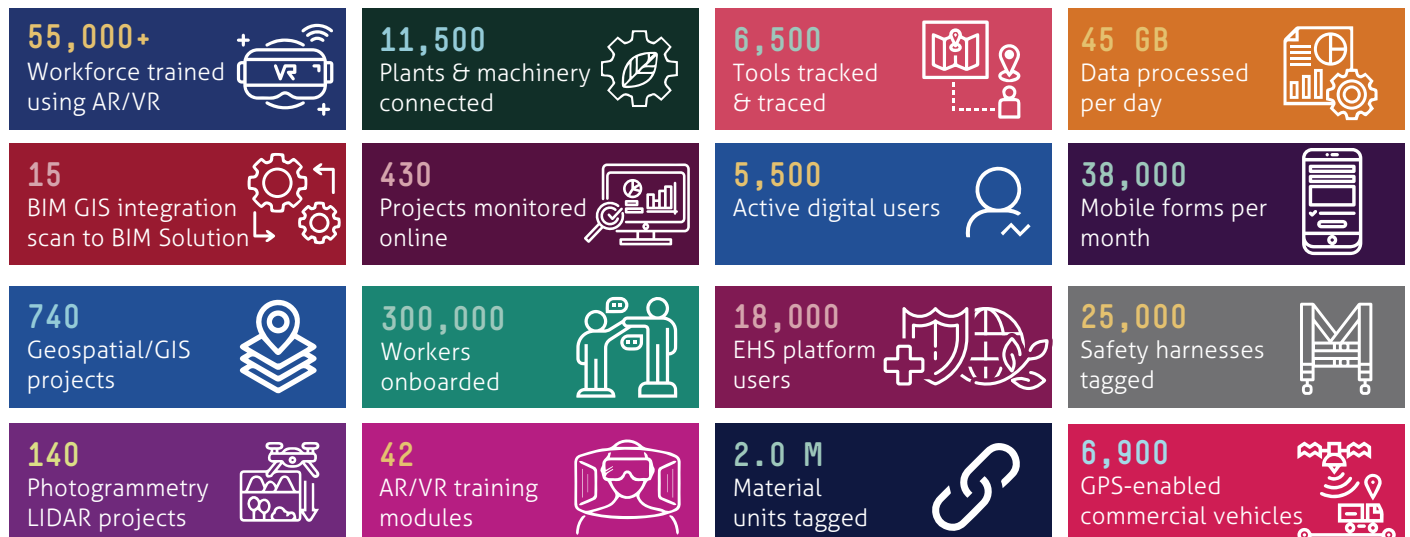 55,000+
Workforce trained
using AR/VR
VR
11,500
Plants & machinery
connected
6,500
Tools tracked
& traced
45 GB
Data processed
per day
15
BIM GIS integration
scan to BIM Solution
430
Projects monitored
online
5,500
Active digital users
38,000
Mobile forms per
month
740
Geospatial/GIS
projects
300,000
Workers
onboarded
18,000
EHS platform
users
25,000
Safety harnesses
tagged
140
Photogrammetry
LIDAR projects
42
AR/VR training
modules
2.0 M
Material
units tagged
6,900
GPS-enabled
commercial vehicles